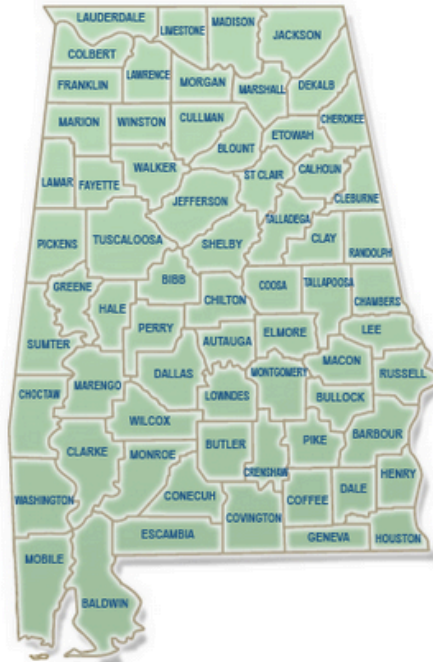 LAUDERDALE
LIMESTONE
MADISON
JACKSON
COLBERT
LAWRENCE
FRANKLIN
MORGAN
MARSHALL
DEKALB
CHEROKEE
MARION
WINSTON
CULLMAN
ETOWAH
BLOUNT
WALKER
ST CLAIR
CALHOUN
LAMAR
FAYETTE
CLEBURNE
JEFFERSON
TALLADEGA
PICKENS
TUSCALOOSA
SHELBY
CLAY
RANDOLPH
GREENE
BIBB
COOSA
TALLAPOOSA
CHAMBERS
HALE
CHILTON
PERRY
ELMORE
LEE
SUMTER
AUTAUGA
MACON
DALLAS
MONTGOMERY
RUSSELL
MARENGO
CHOCTAW
LOWNDES
BULLOCK
WILCOX
BARBOUR
BUTLER
PIKE
CLARKE
MONROE
CRENSHAW
HENRY
WASHINGTON
CONECUH
COFFEE
DALE
COVINGTON
ESCAMBIA
GENEVA
HOUSTON
MOBILE
BALDWIN